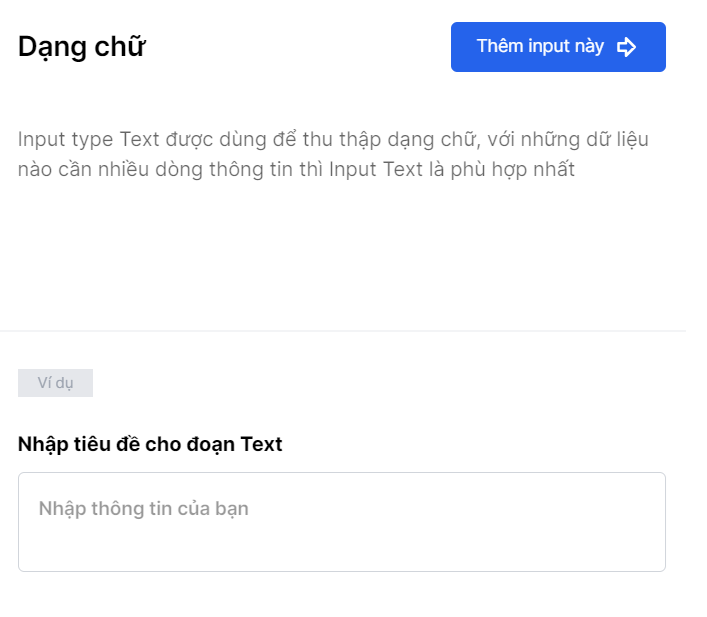 Dạng chữ
Thêm input này
Input type Text được dùng để thu thập dạng chữ, với những dữ liệu
nào cần nhiều dòng thông tin thì Input Text là phù hợp nhất
Ví dụ
Nhập tiêu đề cho đoạn Text
Nhập thông tin của bạn